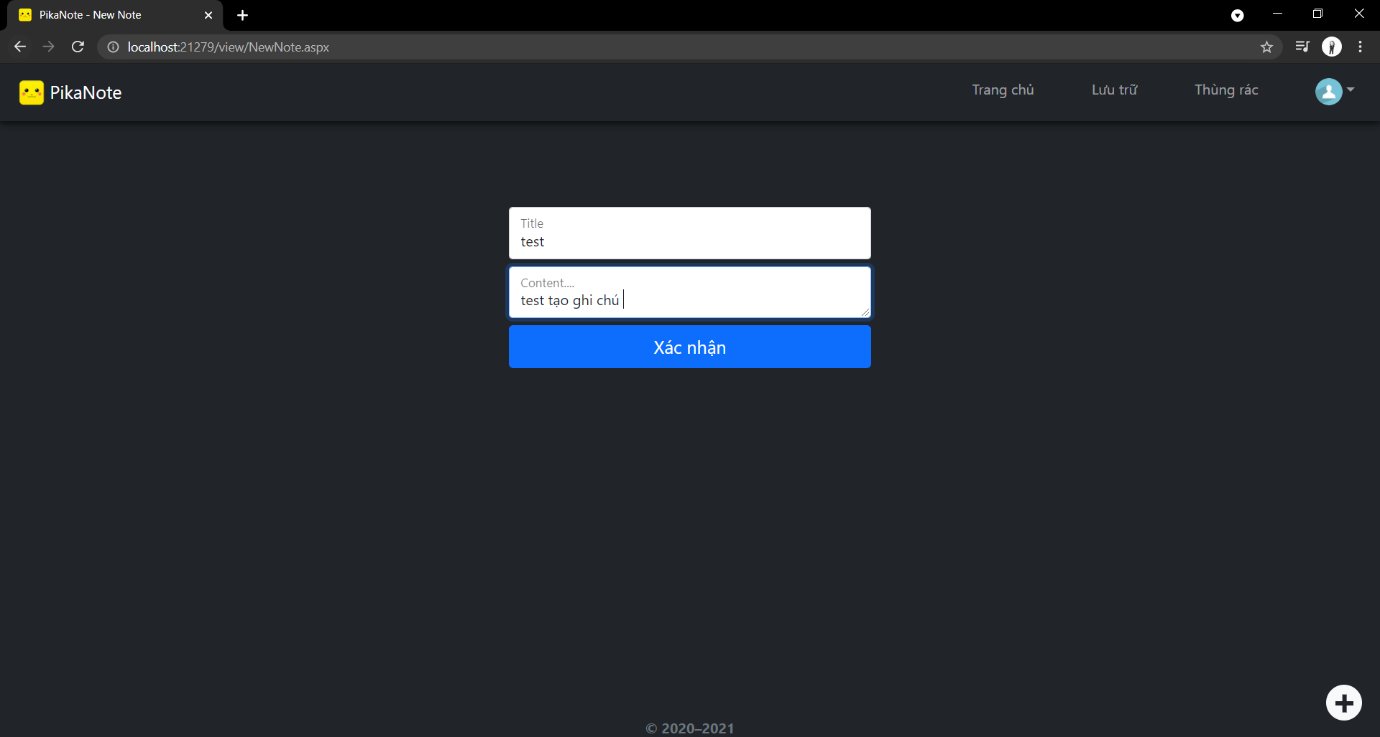 PikaNote - New Note
localhost:21279/view/NewNote.aspx
PikaNote
Trang chủ
Lưu trữ
Thùng rác
Title
test
Content....
test tạo ghi chú
Xác nhận
© 2020–2021